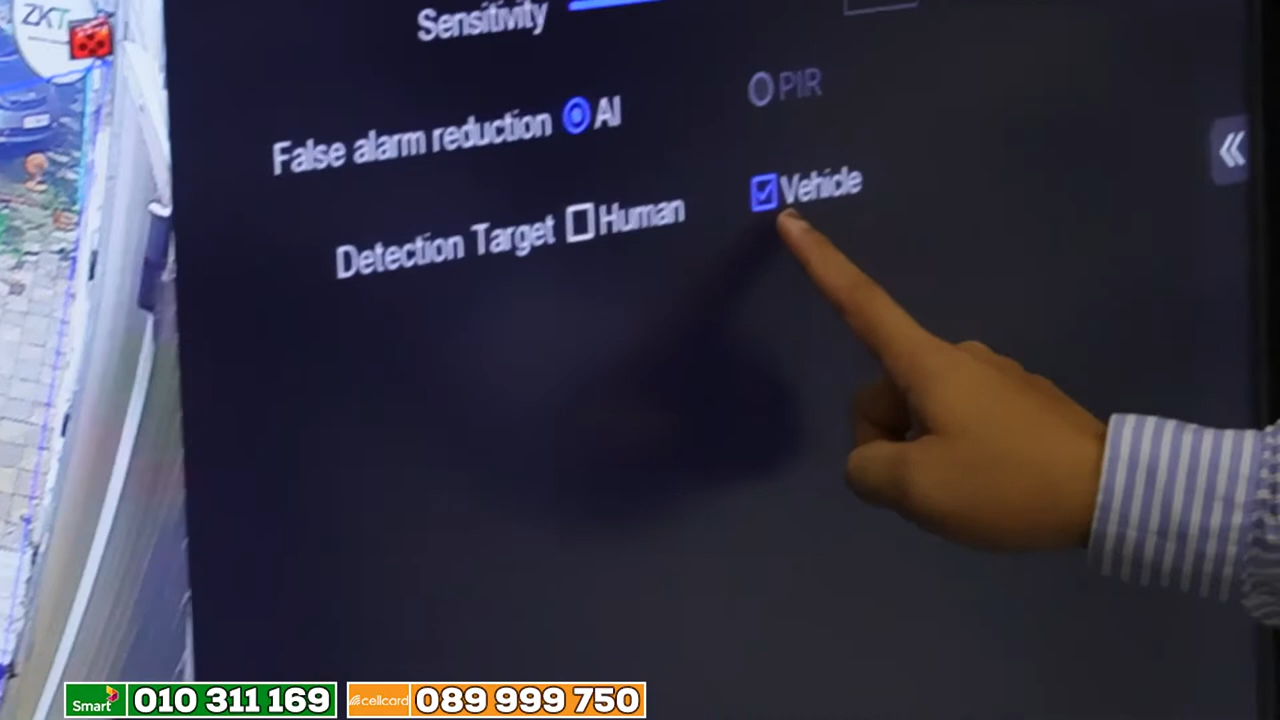 ZKT
Sensitivity
False alarm reduction AI PIR
Detection Target Human Vehicle
Smart 010 311 169 cellcard 089 999 750